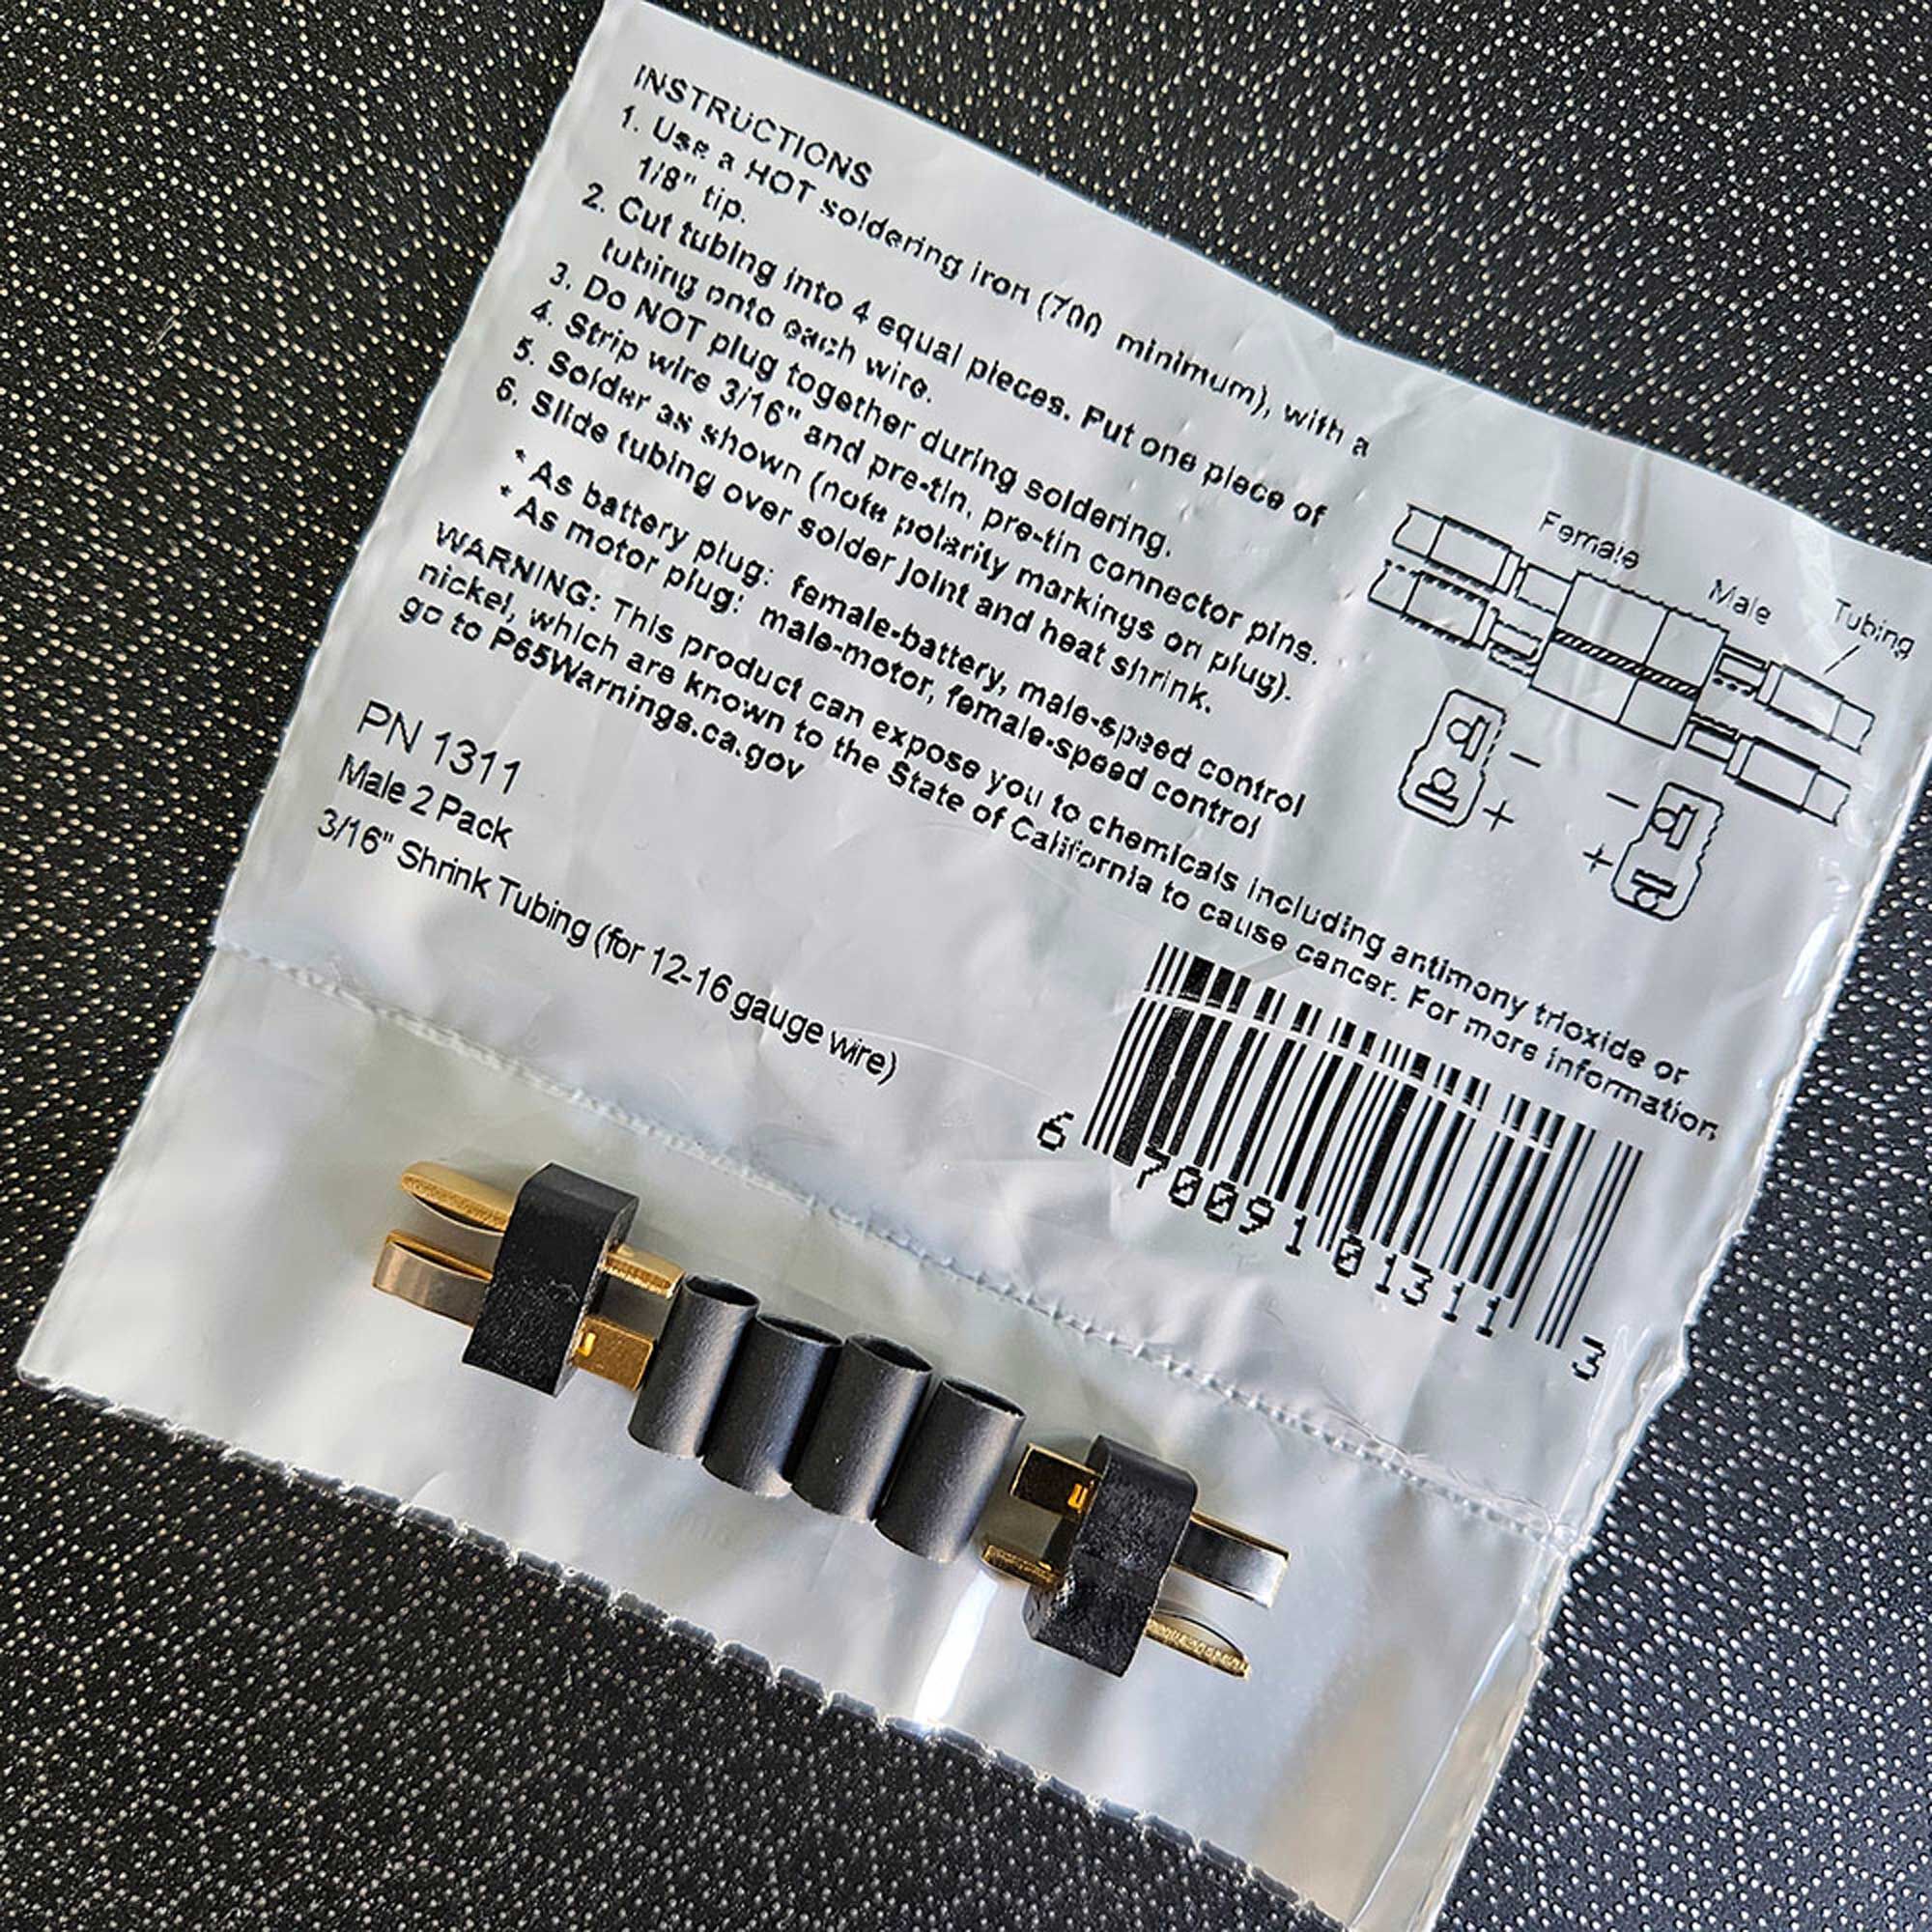 INSTRUCTIONS
1. Use a HOT soldering iron (700 minimum), with a
1/8" tip.
2. Cut tubing into 4 equal pieces. Put one piece of
tubing onto each wire.
3. Do NOT plug together during soldering.
4. Strip wire 3/16" and pre-tin, pre-tin connector pins.
5. Solder as shown (note polarity markings on plug).
6. Slide tubing over solder joint and heat shrink.
* As battery plug: female-battery, male-speed control
* As motor plug: male-motor, female-speed control
WARNING: This product can expose you to chemicals including antimony trioxide or
nickel, which are known to the State of California to cause cancer. For more information
go to P65Warnings.ca.gov
Female
Male
Tubing
−
+
−
+
PN 1311
Male 2 Pack
3/16" Shrink Tubing (for 12-16 gauge wire)
6 70091 01311 3